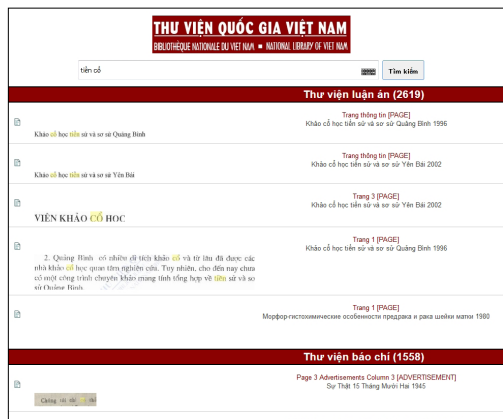 THƯ VIỆN QUỐC GIA VIỆT NAM
BIBLIOTHÈQUE NATIONALE DU VIET NAM ■ NATIONAL LIBRARY OF VIET NAM
tiền cổ
Tìm kiếm
Thư viện luận án (2619)
Trang thông tin [PAGE]
Khảo cổ học tiền sử và sơ sử Quảng Bình 1996
Khảo cổ học tiền sử và sơ sử Quảng Bình
Trang thông tin [PAGE]
Khảo cổ học tiền sử và sơ sử Yên Bái 2002
Khảo cổ học tiền sử và sơ sử Yên Bái
Trang 3 [PAGE]
Khảo cổ học tiền sử và sơ sử Yên Bái 2002
VIỆN KHẢO CỔ HỌC
Trang 1 [PAGE]
Khảo cổ học tiền sử và sơ sử Quảng Bình 1996
2. Quảng Bình có nhiều di tích khảo cổ và từ lâu đã được các
nhà khảo cổ học quan tâm nghiên cứu. Tuy nhiên, cho đến nay chưa
có một công trình chuyên khảo mang tính tổng hợp về tiền sử và sơ
sử Quảng Bình
Trang 1 [PAGE]
Морфор-гистохимические особенности предрака и рака шейки матки 1980
Thư viện báo chí (1558)
Page 3 Advertisements Column 3 [ADVERTISEMENT]
Sự Thật 15 Tháng Mười Hai 1945